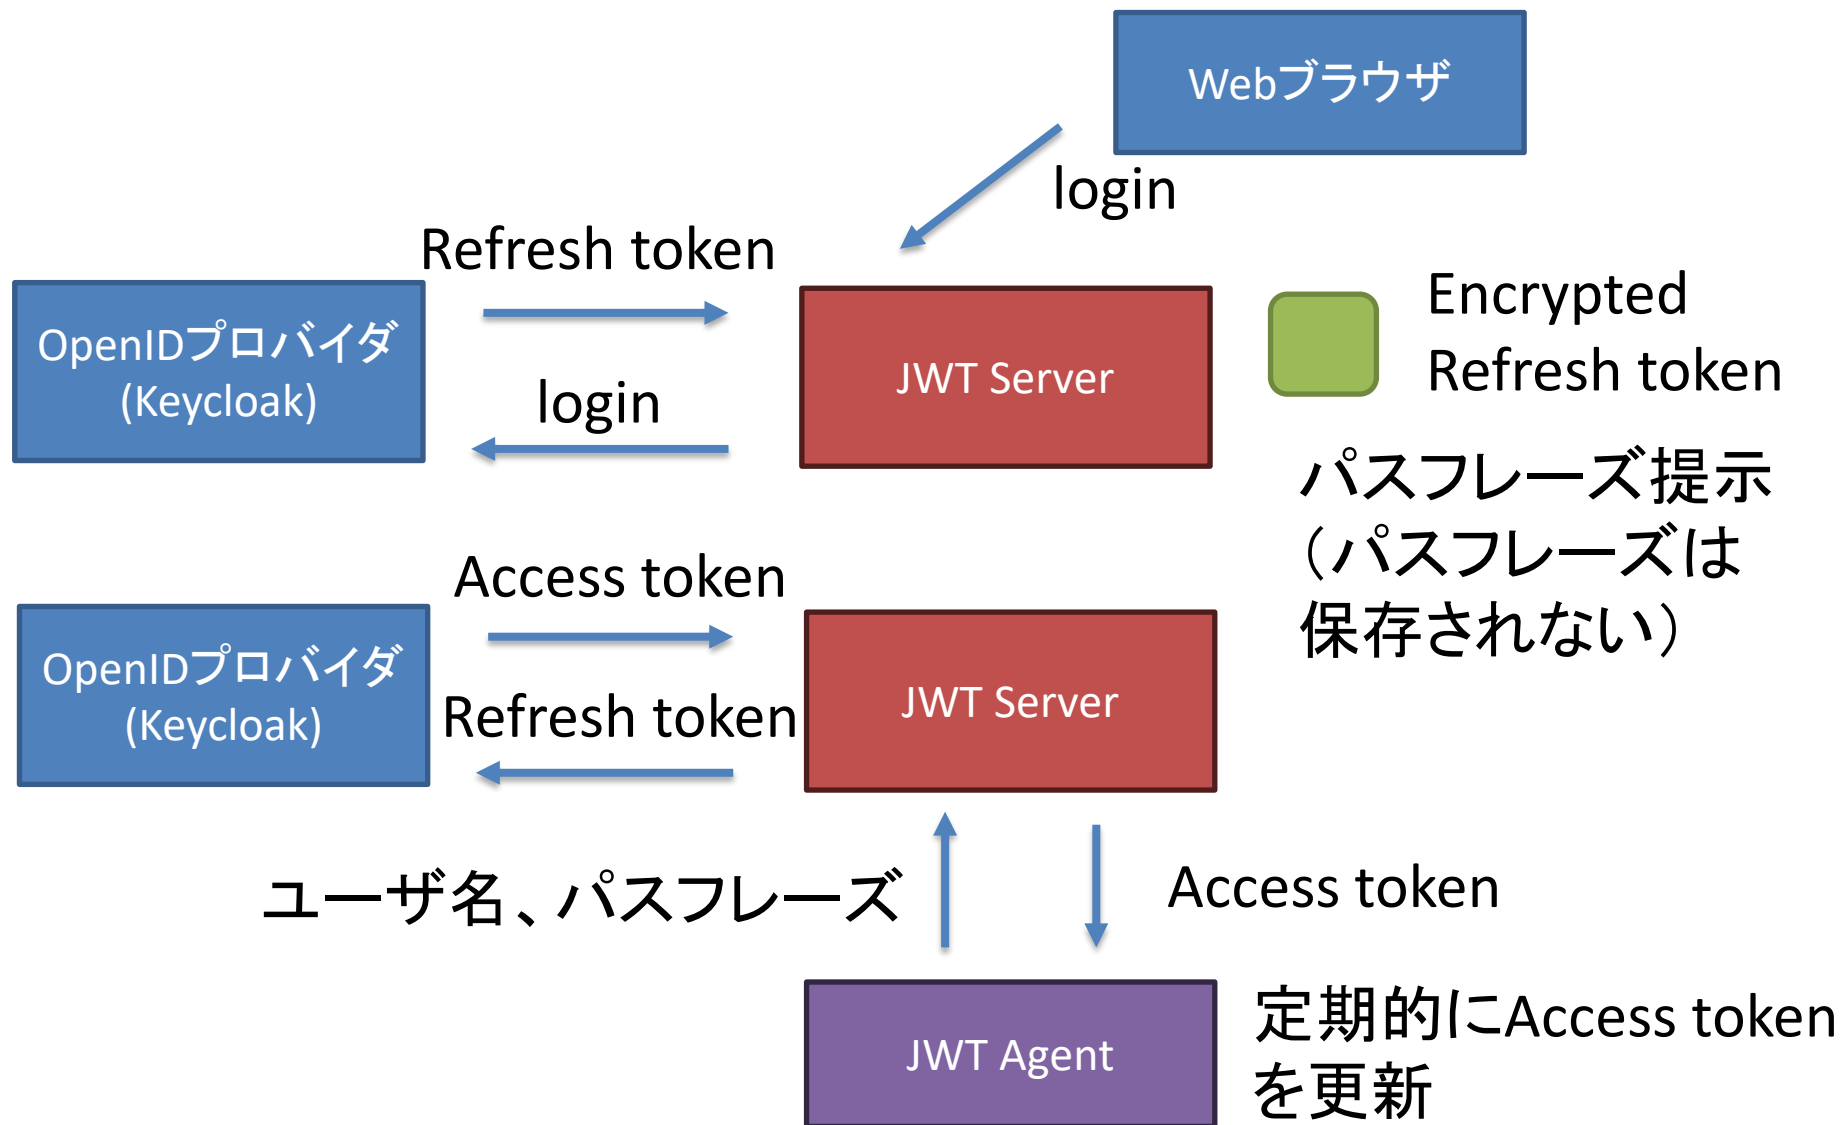 Webブラウザ
login
Refresh token
OpenIDプロバイダ
(Keycloak)
login
JWT Server
Encrypted
Refresh token
パスフレーズ提示
（パスフレーズは
保存されない）
Access token
OpenIDプロバイダ
(Keycloak)
Refresh token
JWT Server
ユーザ名、パスフレーズ
Access token
JWT Agent
定期的にAccess token
を更新